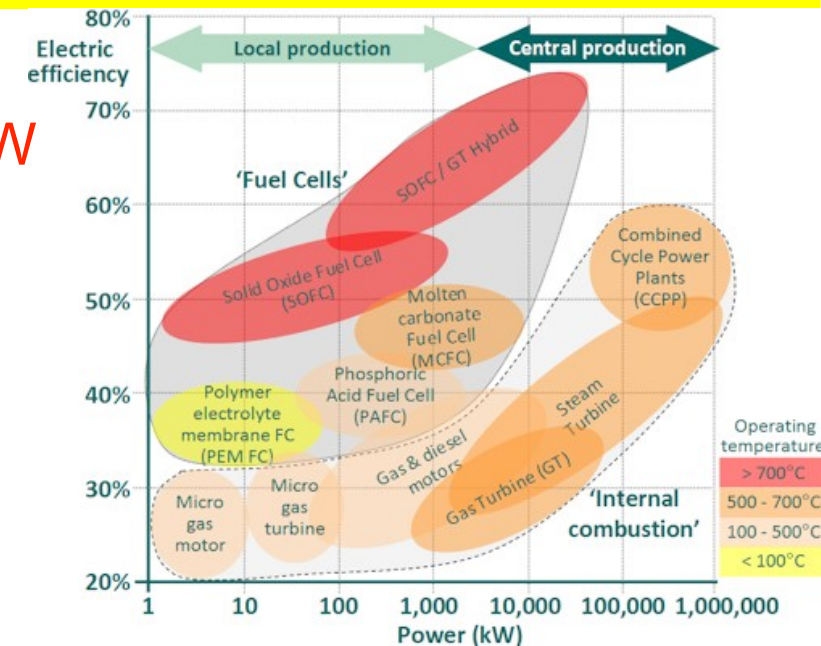 80%
Electric
efficiency
Local production
Central production
70%
W
'Fuel Cells'
SOFC / GT Hybrid
60%
Combined
Cycle Power
Plants
(CCPP)
Solid Oxide Fuel Cell
(SOFC)
50%
Molten
carbonate
Fuel Cell
(MCFC)
Phosphoric
Acid Fuel Cell
(PAFC)
40%
Polymer
electrolyte
membrane FC
(PEM FC)
Steam
Turbine
Gas & diesel
motors
Gas Turbine (GT)
Operating
temperature
> 700°C
500 - 700°C
100 - 500°C
< 100°C
30%
Micro
gas
motor
Micro
gas
turbine
'Internal
combustion'
20%
1 10 100 1,000 10,000 100,000 1,000,000
Power (kW)